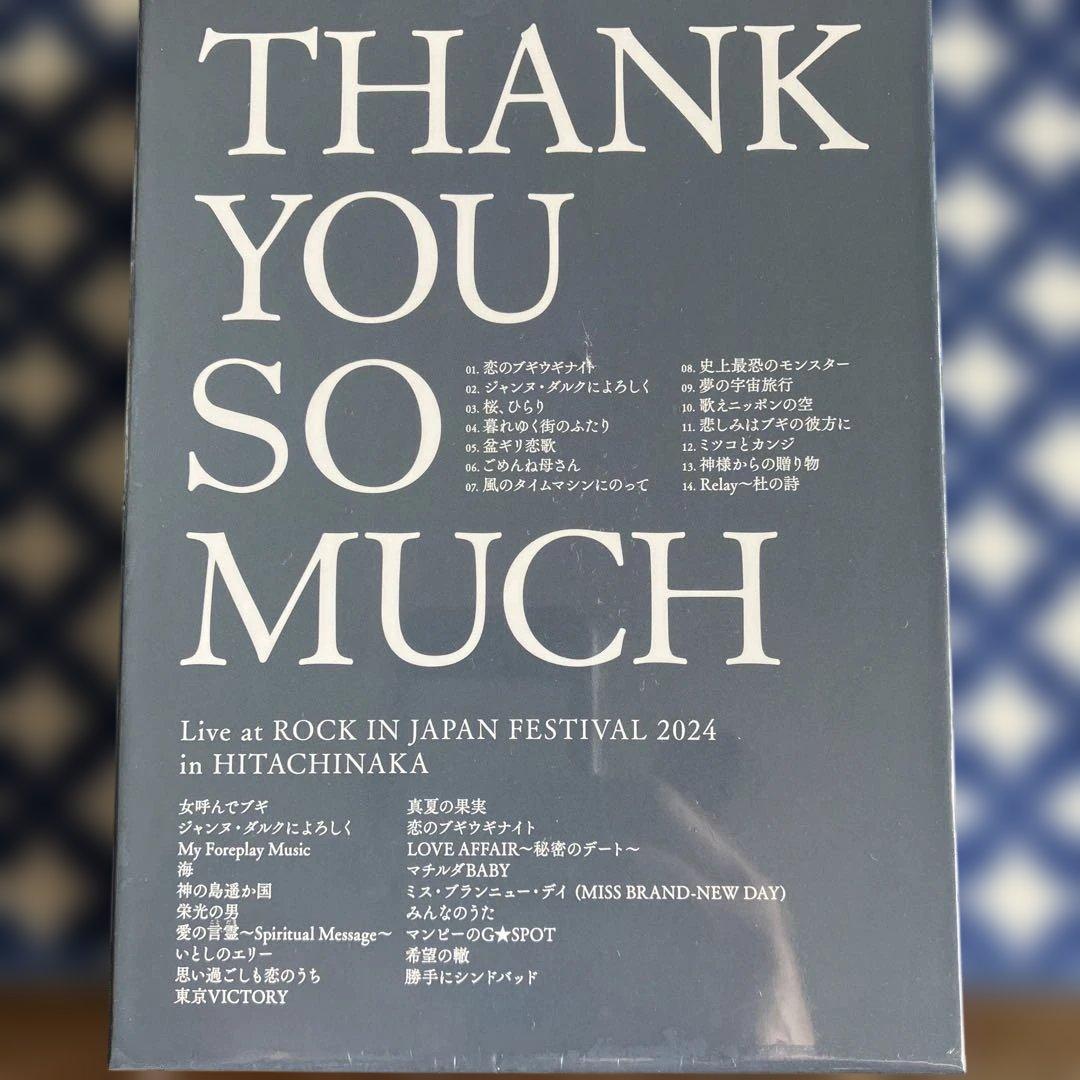 THANK
YOU
SO
01. 恋のブギウギナイト
02. ジャンヌ・ダルクによろしく
03. 桜、ひらり
04. 暮れゆく街のふたり
05. 盆ギリ恋歌
06. ごめんね母さん
07. 風のタイムマシンにのって
08. 史上最恐のモンスター
09. 夢の宇宙旅行
10. 歌えニッポンの空
11. 悲しみはブギの彼方に
12. ミツコとカンジ
13. 神様からの贈り物
14. Relay〜杜の詩
MUCH
Live at ROCK IN JAPAN FESTIVAL 2024
in HITACHINAKA
女呼んでブギ
ジャンヌ・ダルクによろしく
My Foreplay Music
海
神の島遥か国
栄光の男
愛の言霊〜Spiritual Message〜
いとしのエリー
思い過ごしも恋のうち
東京VICTORY
真夏の果実
恋のブギウギナイト
LOVE AFFAIR〜秘密のデート〜
マチルダBABY
ミス・ブランニュー・デイ (MISS BRAND-NEW DAY)
みんなのうた
マンピーのG★SPOT
希望の轍
勝手にシンドバッド